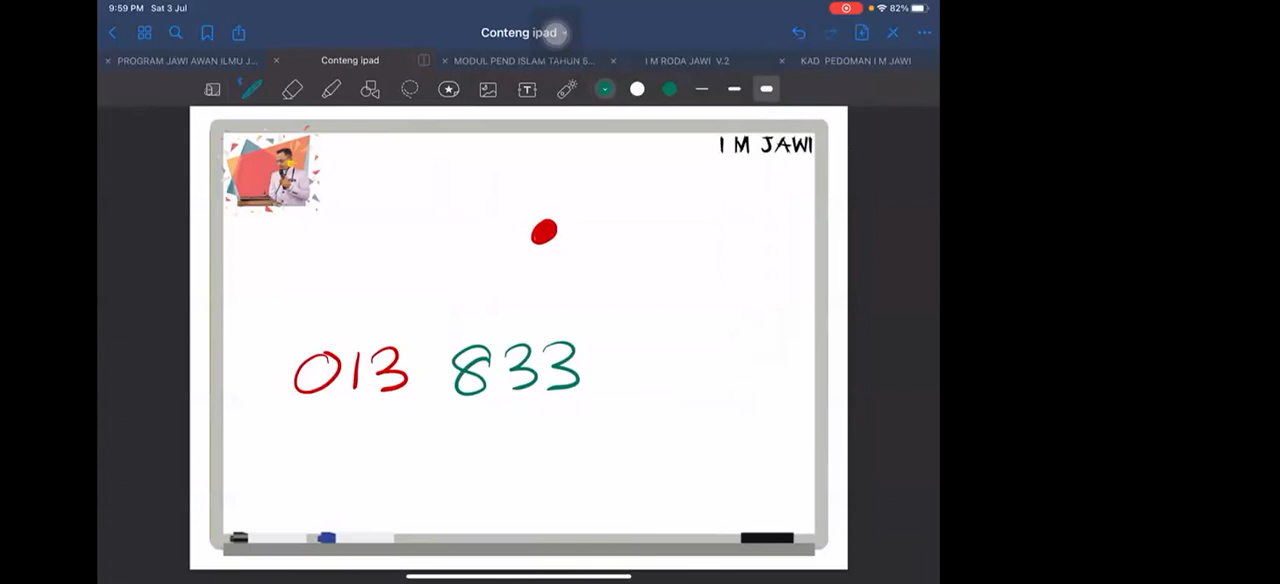 9:59 PM Sat 3 Jul 82%
Conteng ipad
PROGRAM JAWI AWAN ILMU J...
Conteng ipad
MODUL PEND ISLAM TAHUN 5...
I M RODA JAWI V.2
KAD PEDOMAN I M JAWI
I M JAWI
013 833